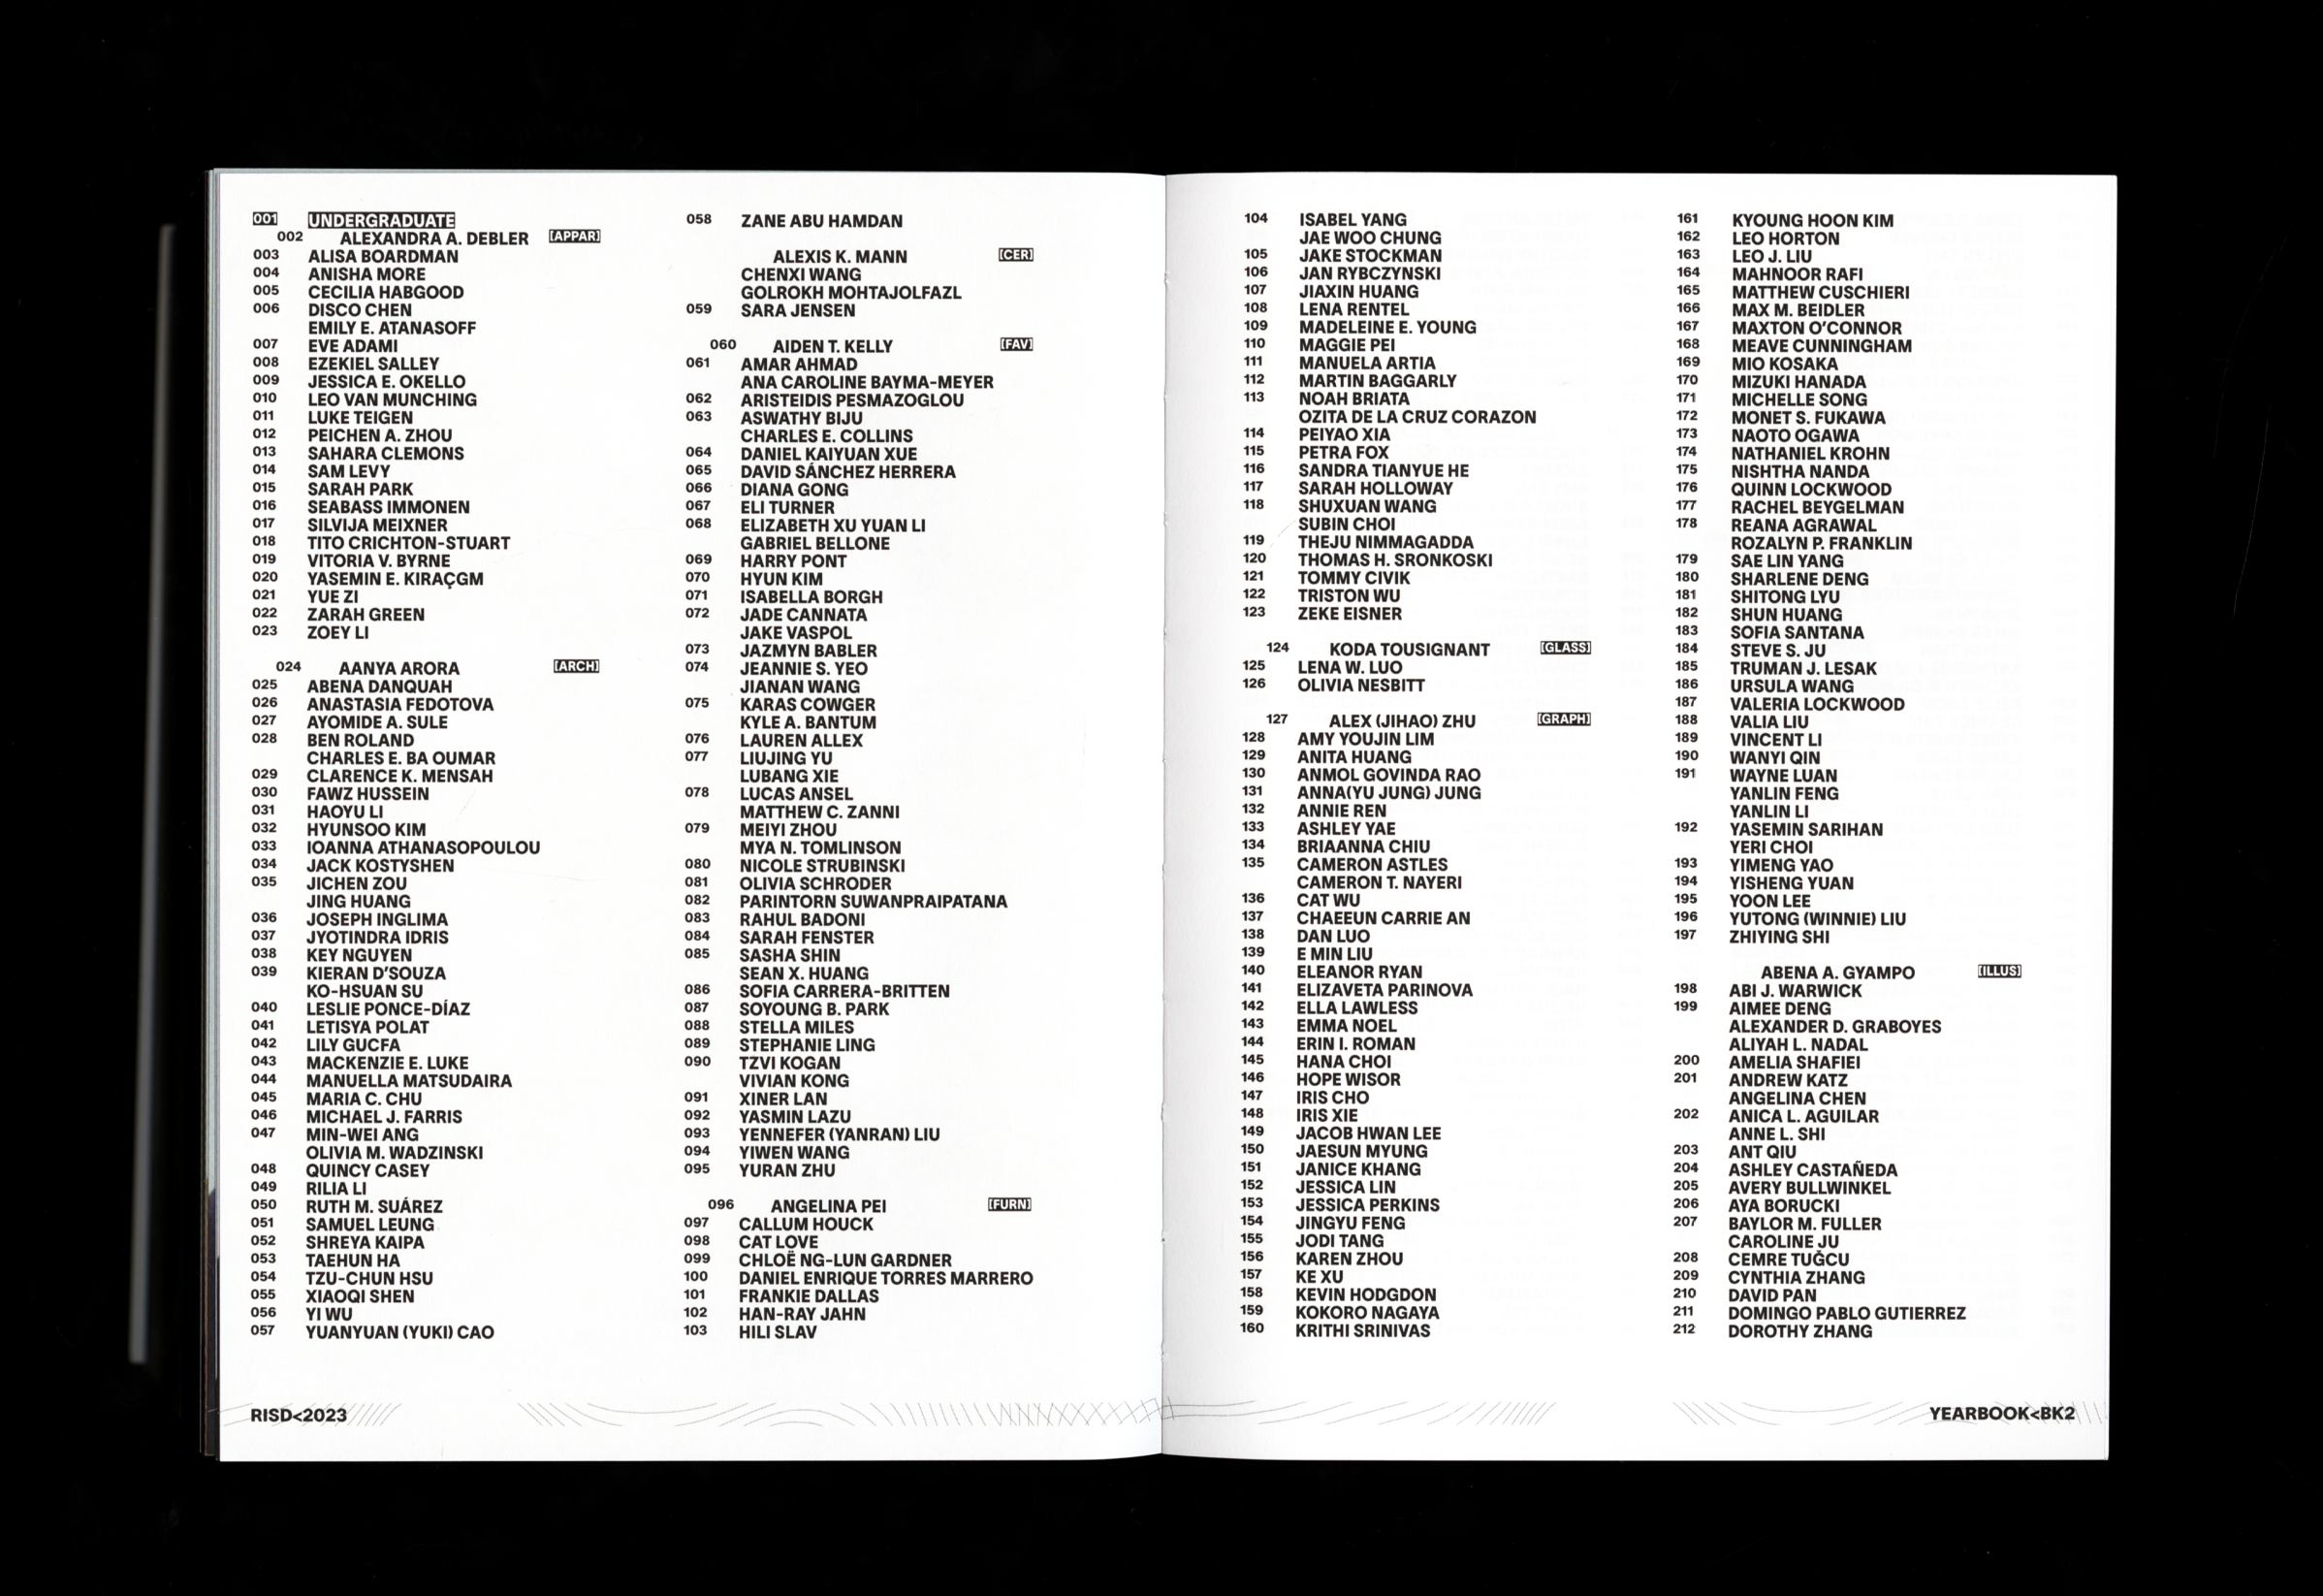 001 UNDERGRADUATE
002 ALEXANDRA A. DEBLER [APPAR]
003 ALISA BOARDMAN
004 ANISHA MORE
005 CECILIA HABGOOD
006 DISCO CHEN
EMILY E. ATANASOFF
007 EVE ADAMI
008 EZEKIEL SALLEY
009 JESSICA E. OKELLO
010 LEO VAN MUNCHING
011 LUKE TEIGEN
012 PEICHEN A. ZHOU
013 SAHARA CLEMONS
014 SAM LEVY
015 SARAH PARK
016 SEABASS IMMONEN
017 SILVIJA MEIXNER
018 TITO CRICHTON-STUART
019 VITORIA V. BYRNE
020 YASEMIN E. KIRAÇGM
021 YUE ZI
022 ZARAH GREEN
023 ZOEY LI
024 AANYA ARORA [ARCH]
025 ABENA DANQUAH
026 ANASTASIA FEDOTOVA
027 AYOMIDE A. SULE
028 BEN ROLAND
CHARLES E. BA OUMAR
029 CLARENCE K. MENSAH
030 FAWZ HUSSEIN
031 HAOYU LI
032 HYUNSOO KIM
033 IOANNA ATHANASOPOULOU
034 JACK KOSTYSHEN
035 JICHEN ZOU
JING HUANG
036 JOSEPH INGLIMA
037 JYOTINDRA IDRIS
038 KEY NGUYEN
039 KIERAN D'SOUZA
KO-HSUAN SU
040 LESLIE PONCE-DÍAZ
041 LETISYA POLAT
042 LILY GUCFA
043 MACKENZIE E. LUKE
044 MANUELLA MATSUDAIRA
045 MARIA C. CHU
046 MICHAEL J. FARRIS
047 MIN-WEI ANG
OLIVIA M. WADZINSKI
048 QUINCY CASEY
049 RILIA LI
050 RUTH M. SUÁREZ
051 SAMUEL LEUNG
052 SHREYA KAIPA
053 TAEHUN HA
054 TZU-CHUN HSU
055 XIAOQI SHEN
056 YI WU
057 YUANYUAN (YUKI) CAO
058 ZANE ABU HAMDAN
ALEXIS K. MANN [CER]
CHENXI WANG
GOLROKH MOHTAJOLFAZL
059 SARA JENSEN
060 AIDEN T. KELLY [FAV]
061 AMAR AHMAD
ANA CAROLINE BAYMA-MEYER
062 ARISTEIDIS PESMAZOGLOU
063 ASWATHY BIJU
CHARLES E. COLLINS
064 DANIEL KAIYUAN XUE
065 DAVID SÁNCHEZ HERRERA
066 DIANA GONG
067 ELI TURNER
068 ELIZABETH XU YUAN LI
GABRIEL BELLONE
069 HARRY PONT
070 HYUN KIM
071 ISABELLA BORGH
072 JADE CANNATA
JAKE VASPOL
073 JAZMYN BABLER
074 JEANNIE S. YEO
JIANAN WANG
075 KARAS COWGER
KYLE A. BANTUM
076 LAUREN ALLEX
077 LIUJING YU
LUBANG XIE
078 LUCAS ANSEL
MATTHEW C. ZANNI
079 MEIYI ZHOU
MYA N. TOMLINSON
080 NICOLE STRUBINSKI
081 OLIVIA SCHRODER
082 PARINTORN SUWANPRAIPATANA
083 RAHUL BADONI
084 SARAH FENSTER
085 SASHA SHIN
SEAN X. HUANG
086 SOFIA CARRERA-BRITTEN
087 SOYOUNG B. PARK
088 STELLA MILES
089 STEPHANIE LING
090 TZVI KOGAN
VIVIAN KONG
091 XINER LAN
092 YASMIN LAZU
093 YENNEFER (YANRAN) LIU
094 YIWEN WANG
095 YURAN ZHU
096 ANGELINA PEI [FURN]
097 CALLUM HOUCK
098 CAT LOVE
099 CHLOË NG-LUN GARDNER
100 DANIEL ENRIQUE TORRES MARRERO
101 FRANKIE DALLAS
102 HAN-RAY JAHN
103 HILI SLAV
RISD<2023
104 ISABEL YANG
JAE WOO CHUNG
105 JAKE STOCKMAN
106 JAN RYBCZYNSKI
107 JIAXIN HUANG
108 LENA RENTEL
109 MADELEINE E. YOUNG
110 MAGGIE PEI
111 MANUELA ARTIA
112 MARTIN BAGGARLY
113 NOAH BRIATA
OZITA DE LA CRUZ CORAZON
114 PEIYAO XIA
115 PETRA FOX
116 SANDRA TIANYUE HE
117 SARAH HOLLOWAY
118 SHUXUAN WANG
SUBIN CHOI
119 THEJU NIMMAGADDA
120 THOMAS H. SRONKOSKI
121 TOMMY CIVIK
122 TRISTON WU
123 ZEKE EISNER
124 KODA TOUSIGNANT [GLASS]
125 LENA W. LUO
126 OLIVIA NESBITT
127 ALEX (JIHAO) ZHU [GRAPH]
128 AMY YOUJIN LIM
129 ANITA HUANG
130 ANMOL GOVINDA RAO
131 ANNA(YU JUNG) JUNG
132 ANNIE REN
133 ASHLEY YAE
134 BRIAANNA CHIU
135 CAMERON ASTLES
CAMERON T. NAYERI
136 CAT WU
137 CHAEEUN CARRIE AN
138 DAN LUO
139 E MIN LIU
140 ELEANOR RYAN
141 ELIZAVETA PARINOVA
142 ELLA LAWLESS
143 EMMA NOEL
144 ERIN I. ROMAN
145 HANA CHOI
146 HOPE WISOR
147 IRIS CHO
148 IRIS XIE
149 JACOB HWAN LEE
150 JAESUN MYUNG
151 JANICE KHANG
152 JESSICA LIN
153 JESSICA PERKINS
154 JINGYU FENG
155 JODI TANG
156 KAREN ZHOU
157 KE XU
158 KEVIN HODGDON
159 KOKORO NAGAYA
160 KRITHI SRINIVAS
161 KYOUNG HOON KIM
162 LEO HORTON
163 LEO J. LIU
164 MAHNOOR RAFI
165 MATTHEW CUSCHIERI
166 MAX M. BEIDLER
167 MAXTON O'CONNOR
168 MEAVE CUNNINGHAM
169 MIO KOSAKA
170 MIZUKI HANADA
171 MICHELLE SONG
172 MONET S. FUKAWA
173 NAOTO OGAWA
174 NATHANIEL KROHN
175 NISHTHA NANDA
176 QUINN LOCKWOOD
177 RACHEL BEYGELMAN
178 REANA AGRAWAL
ROZALYN P. FRANKLIN
179 SAE LIN YANG
180 SHARLENE DENG
181 SHITONG LYU
182 SHUN HUANG
183 SOFIA SANTANA
184 STEVE S. JU
185 TRUMAN J. LESAK
186 URSULA WANG
187 VALERIA LOCKWOOD
188 VALIA LIU
189 VINCENT LI
190 WANYI QIN
191 WAYNE LUAN
YANLIN FENG
YANLIN LI
192 YASEMIN SARIHAN
YERI CHOI
193 YIMENG YAO
194 YISHENG YUAN
195 YOON LEE
196 YUTONG (WINNIE) LIU
197 ZHIYING SHI
ABENA A. GYAMPO [ILLUS]
198 ABI J. WARWICK
199 AIMEE DENG
ALEXANDER D. GRABOYES
ALIYAH L. NADAL
200 AMELIA SHAFIEI
201 ANDREW KATZ
ANGELINA CHEN
202 ANICA L. AGUILAR
ANNE L. SHI
203 ANT QIU
204 ASHLEY CASTAÑEDA
205 AVERY BULLWINKEL
206 AYA BORUCKI
207 BAYLOR M. FULLER
CAROLINE JU
208 CEMRE TUĞCU
209 CYNTHIA ZHANG
210 DAVID PAN
211 DOMINGO PABLO GUTIERREZ
212 DOROTHY ZHANG
YEARBOOK<BK2